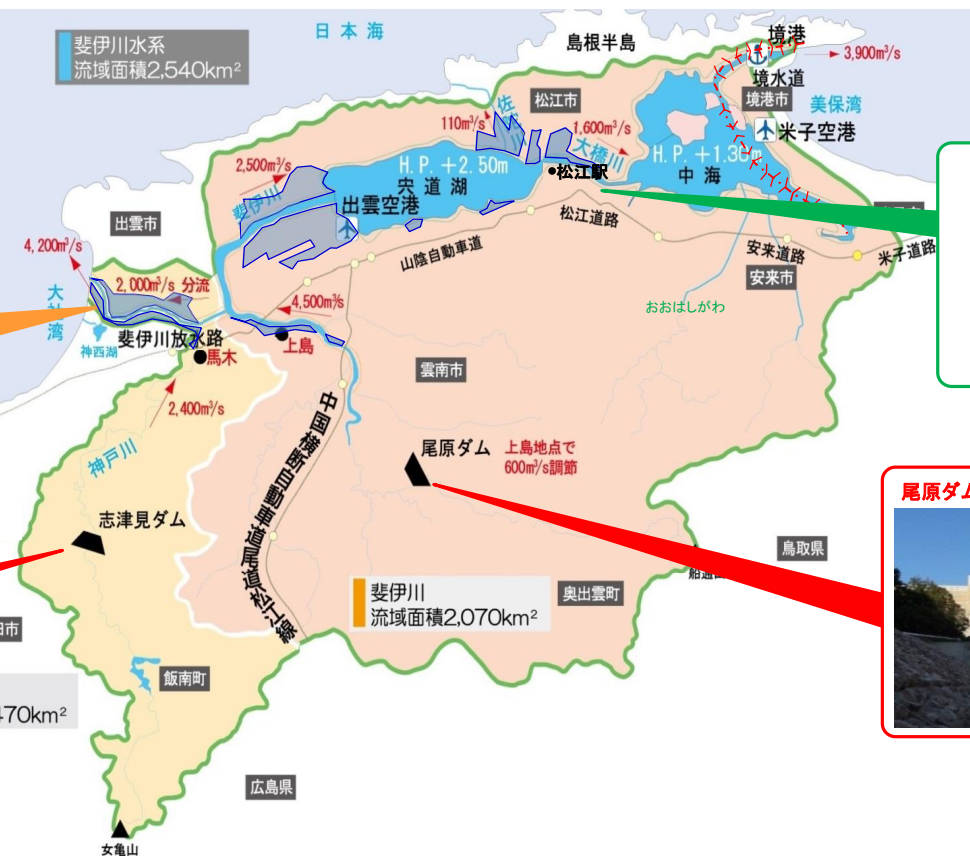 日本海
斐伊川水系
流域面積2,540km²
島根半島
境港
3,900m³/s
境水道
境港市
美保湾
米子空港
松江市
110m³/s
1,600m³/s
大橋川
2,500m³/s
H.P.+2.50m
宍道湖
H.P.+1.30m
中海
松江駅
斐伊川
出雲空港
出雲市
松江道路
山陰自動車道
安来道路
米子道路
安来市
4,200m³/s
2,000m³/s 分流
4,500m³/s
おおはしがわ
斐伊川放水路
神西湖
馬木
上島
雲南市
2,400m³/s
神戸川
中国横断自動車道尾道松江線
尾原ダム
上島地点で
600m³/s調節
尾原ダム
志津見ダム
鳥取県
斐伊川
流域面積2,070km²
奥出雲町
飯南町
470km²
広島県
女亀山